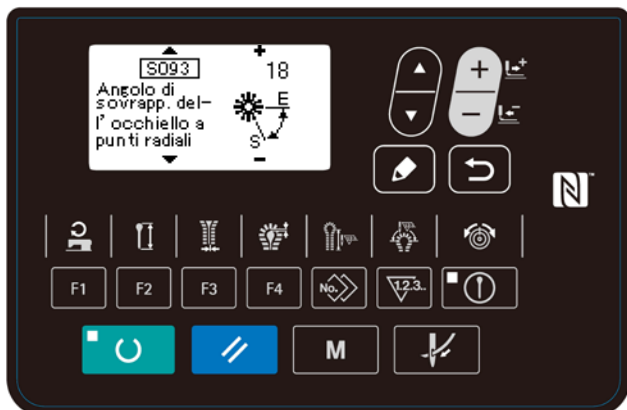 S093
18
Angolo di
sovrapp. del-
l'occhiello a
punti radiali
E
S
F1
F2
F3
F4
No.
1.2.3..
M